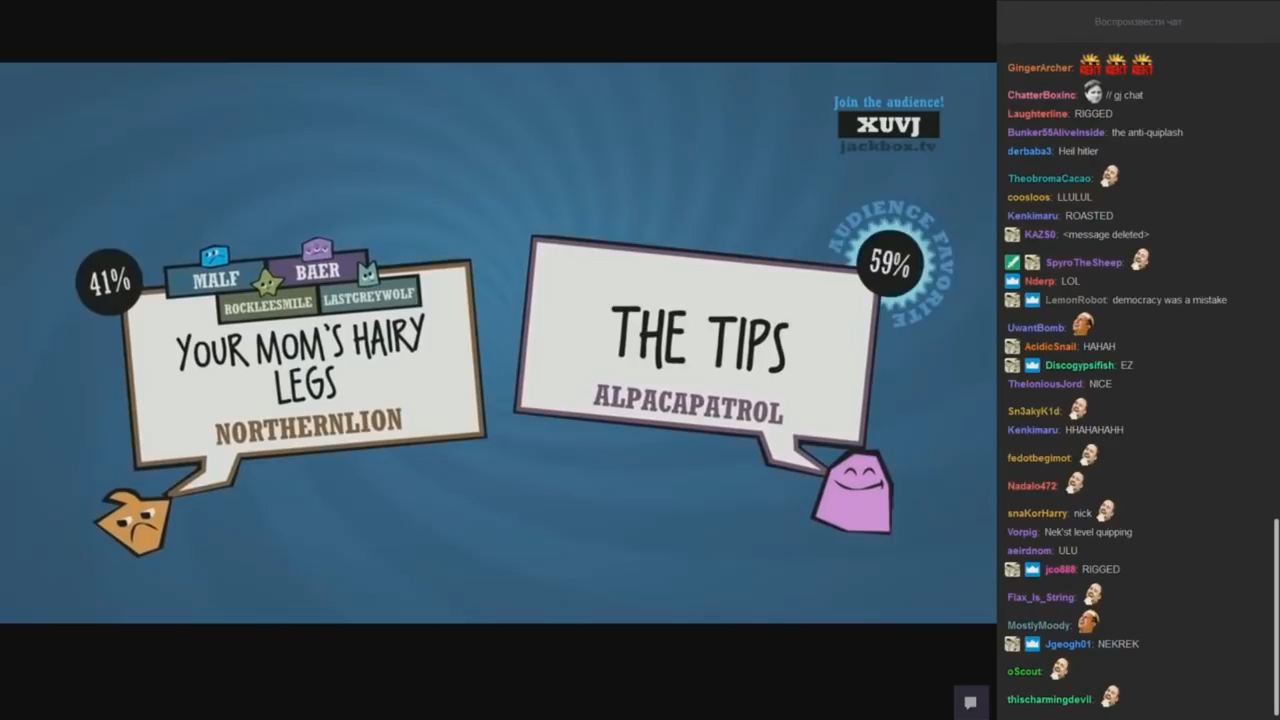 Join the audience!
XUVJ
jackbox.tv
AUDIENCE FAVORITE
41%
MALF
BAER
ROCKLEESMILE
LASTGREYWOLF
YOUR MOM'S HAIRY
LEGS
NORTHERNLION
59%
THE TIPS
ALPACAPATROL
Воспроизвести чат
GingerArcher:
ChatterBoxInc: // gj chat
Laughterline: RIGGED
Bunker55AliveInside: the anti-quiplash
derbaba3: Heil hitler
TheobromaCacao:
coosloos: LLULUL
Kenkimaru: ROASTED
KAZS0: <message deleted>
SpyroTheSheep:
Nderp: LOL
LemonRobot: democracy was a mistake
UwantBomb:
AcidicSnail: HAHAH
Discogypsifish: EZ
TheloniousJord: NICE
Sn3akyK1d:
Kenkimaru: HHAHAHAHH
fedotbegimot:
Nadalo472:
snaKorHarry: nick
Vorpig: Nek'st level quipping
aeirdnom: ULU
jco888: RIGGED
Flax_Is_String:
MostlyMoody:
Jgeogh01: NEKREK
oScout:
thischarmingdevil: